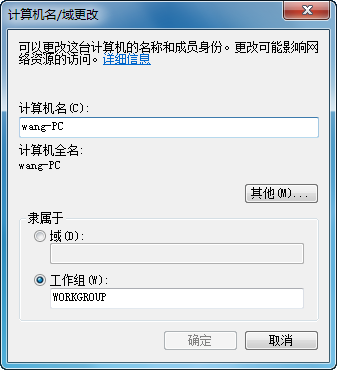 计算机名/域更改
可以更改这台计算机的名称和成员身份。更改可能影响网
络资源的访问。详细信息
计算机名(C):
wang-PC
计算机全名:
wang-PC
其他(M)...
隶属于
域(D):
工作组(W):
WORKGROUP
确定
取消